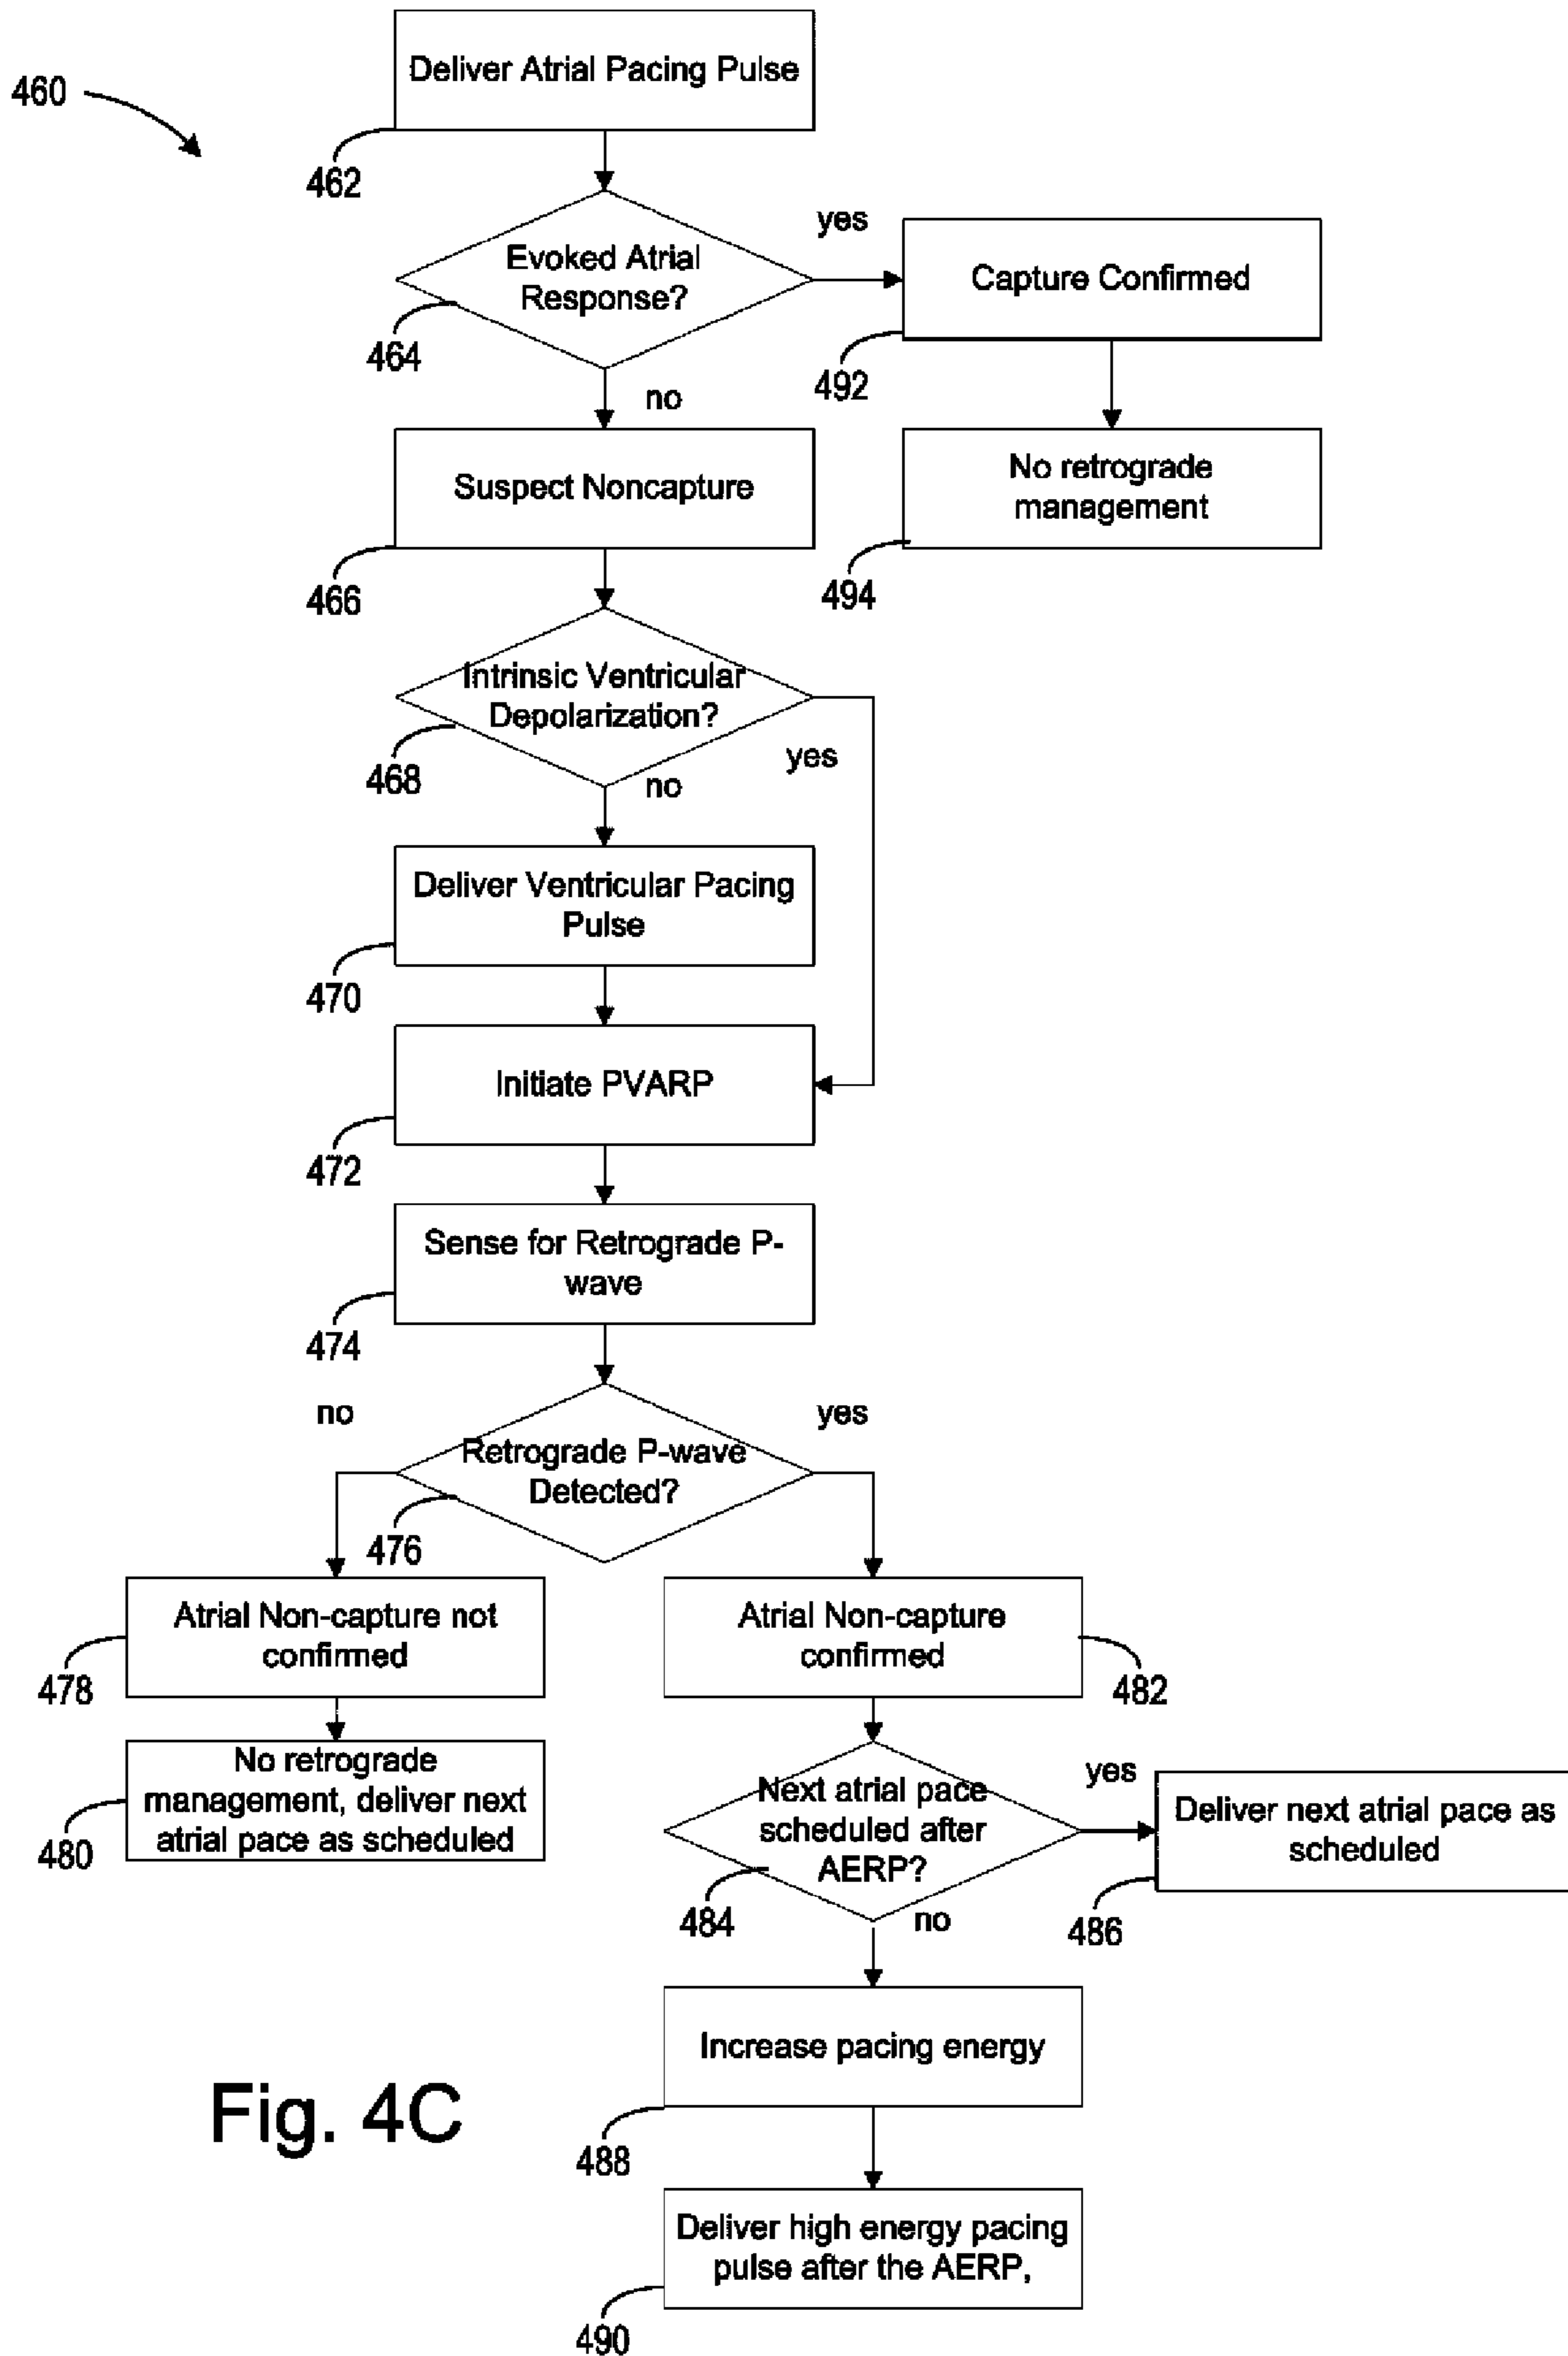 Deliver Atrial Pacing Pulse
460
462
yes
Evoked Atrial
Response?
Capture Confirmed
464
492
no
Suspect Noncapture
No retrograde
management
466
494
Intrinsic Ventricular
Depolarization?
yes
468
no
Deliver Ventricular Pacing
Pulse
470
Initiate PVARP
472
Sense for Retrograde P-
wave
474
no
yes
Retrograde P-wave
Detected?
476
Atrial Non-capture not
confirmed
Atrial Non-capture
confirmed
478
482
No retrograde
management, deliver next
atrial pace as scheduled
480
Next atrial pace
scheduled after
AERP?
yes
Deliver next atrial pace as
scheduled
484
no
486
Increase pacing energy
Fig. 4C
488
Deliver high energy pacing
pulse after the AERP,
490